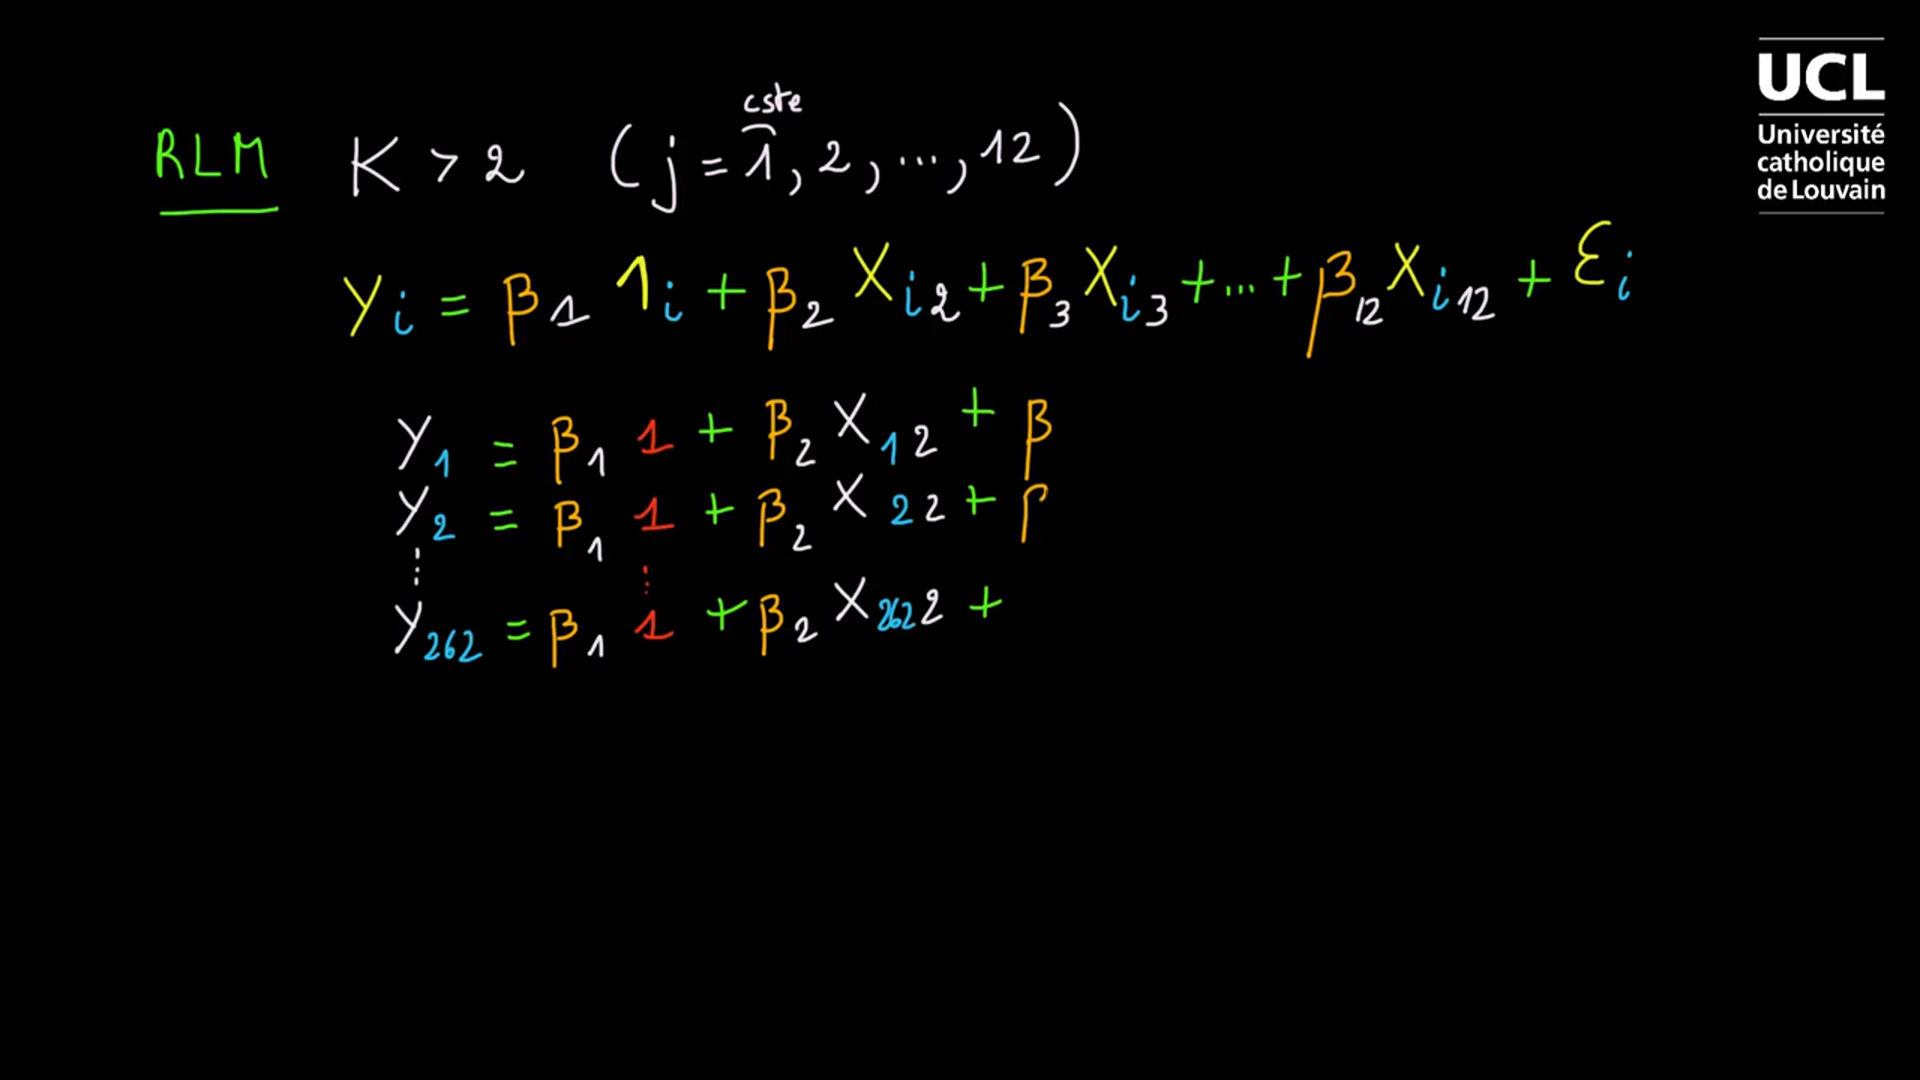 RLM K > 2 (j = 1, 2, ..., 12)
cste
yi = β1 1i + β2 Xi2 + β3 Xi3 + ... + β12 Xi12 + εi
y1 = β1 1 + β2 X12 + β
y2 = β1 1 + β2 X22 +
⋮ ⋮
y262 = β1 1 + β2 X2622 +
UCL
Université
catholique
de Louvain